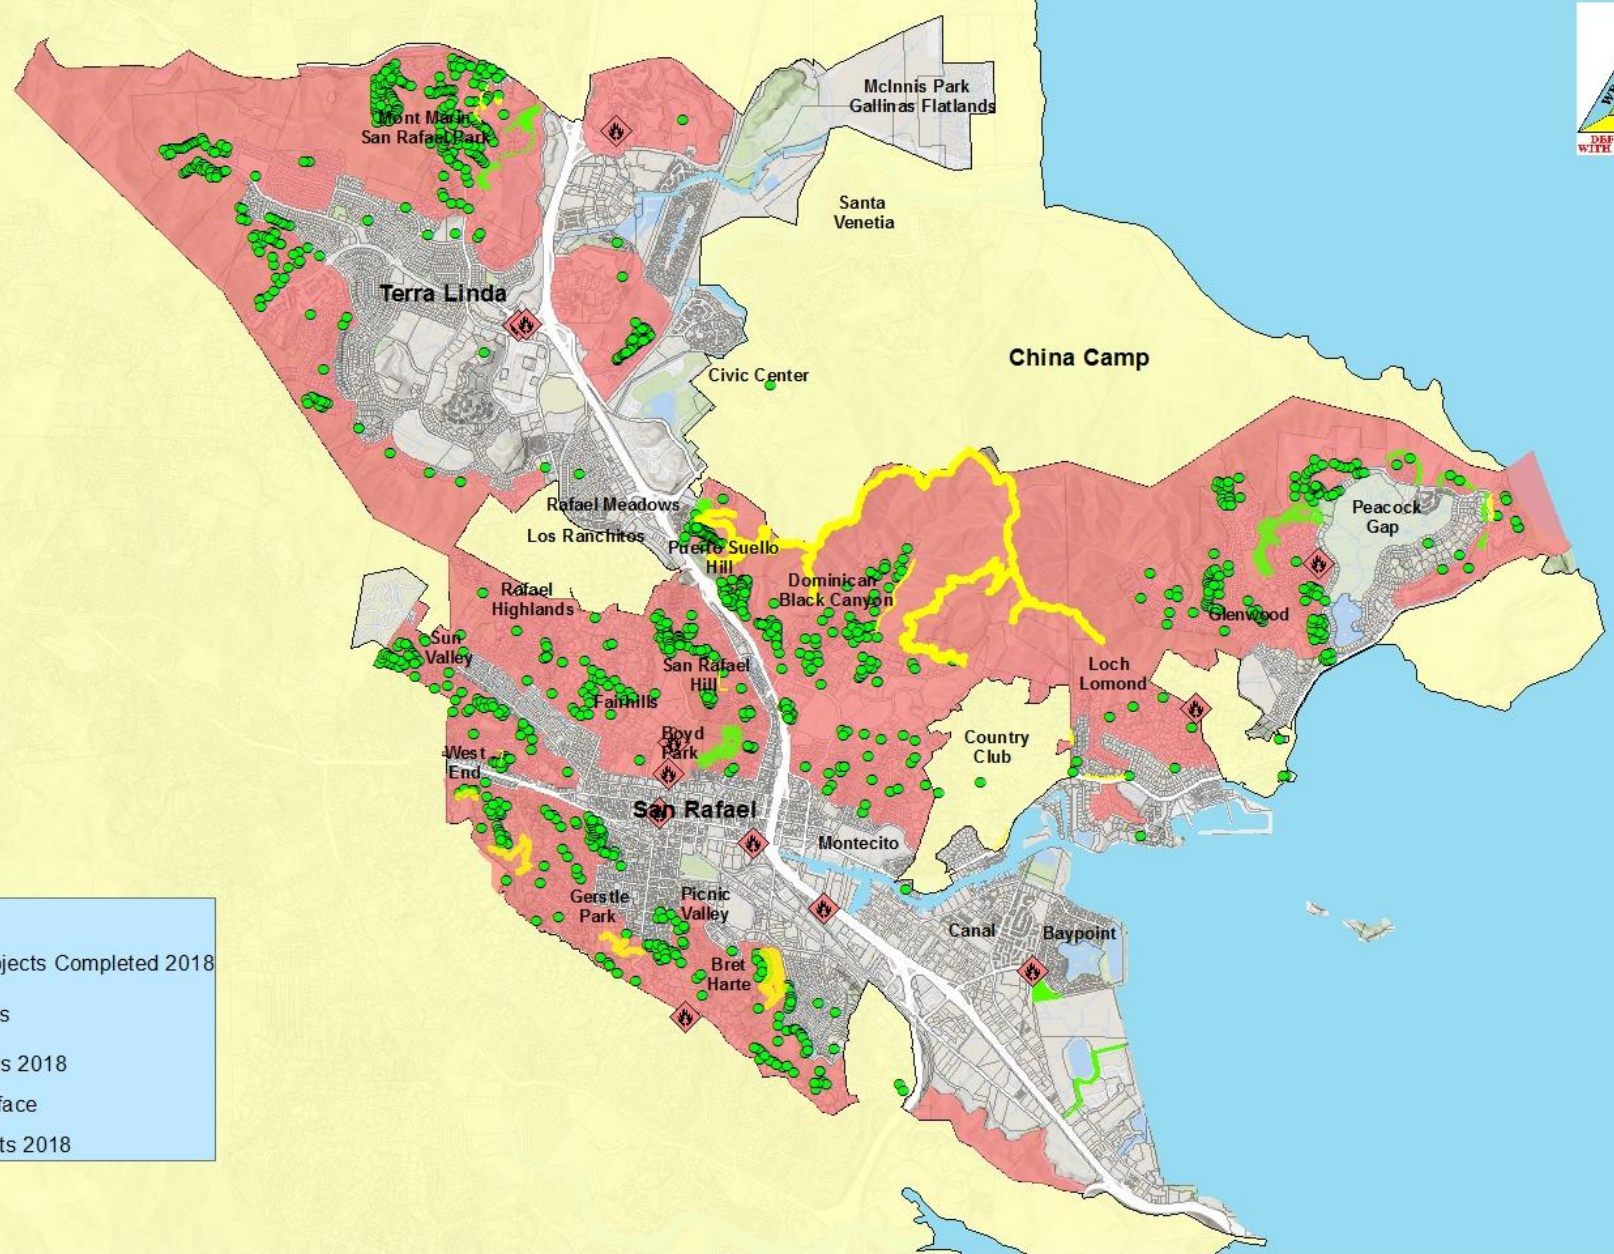 McInnis Park
Gallinas Flatlands
DEF
WITH
Mont Marin
San Rafael Park
Santa
Venetia
Terra Linda
China Camp
Civic Center
Rafael Meadows
Los Ranchitos
Peacock
Gap
Puerto Suello
Hill
Dominican
Black Canyon
Rafael
Highlands
Glenwood
Sun
Valley
San Rafael
Hill
Loch
Lomond
Fairhills
Boyd
Park
Country
Club
West
End
San Rafael
Montecito
Gerstle
Park
Picnic
Valley
Canal
Baypoint
Bret
Harte
jects Completed 2018
s
s 2018
face
ts 2018